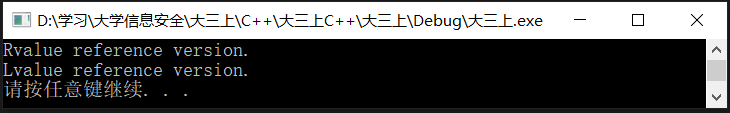 D:\学习\大学信息安全\大三上\C++\大三上C++\大三上\Debug\大三上.exe
Rvalue reference version.
Lvalue reference version.
请按任意键继续. . .